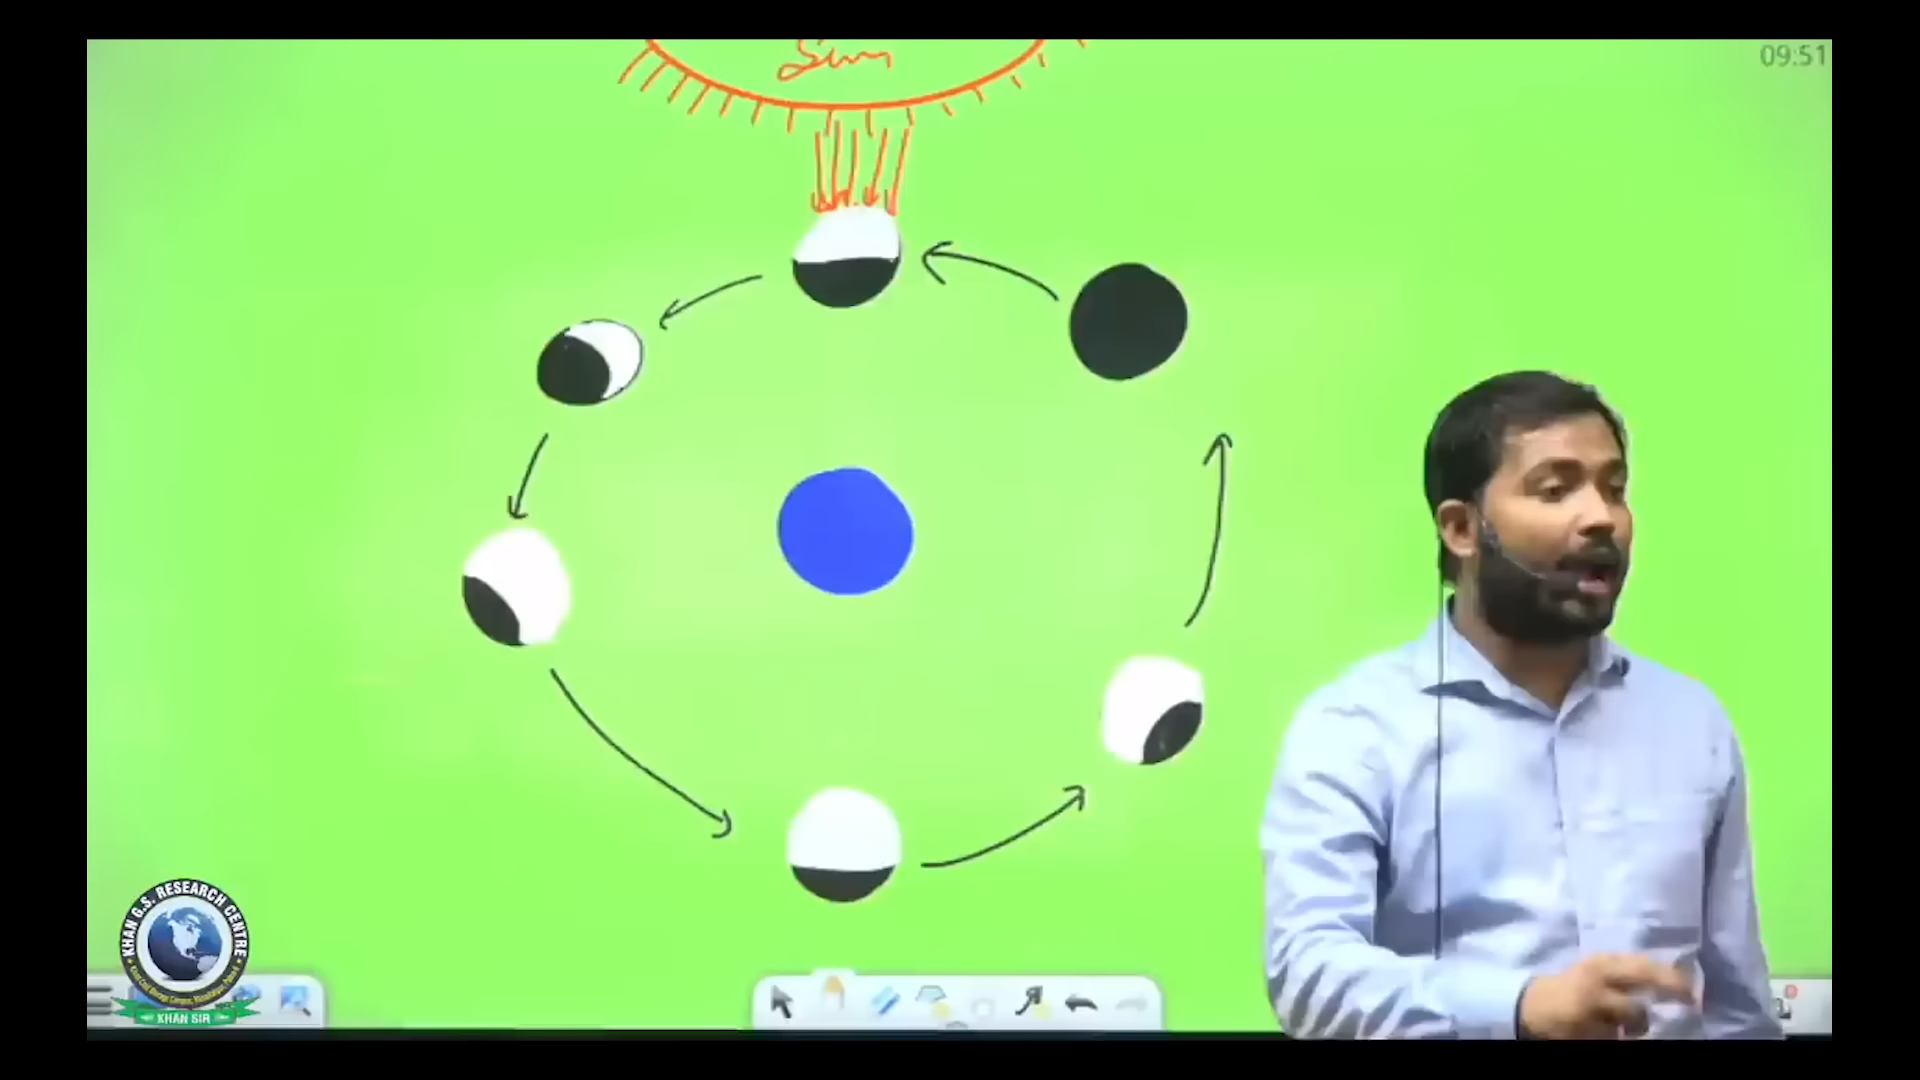 Sun
09:51
KHAN G.S. RESEARCH CENTRE
KHAN SIR